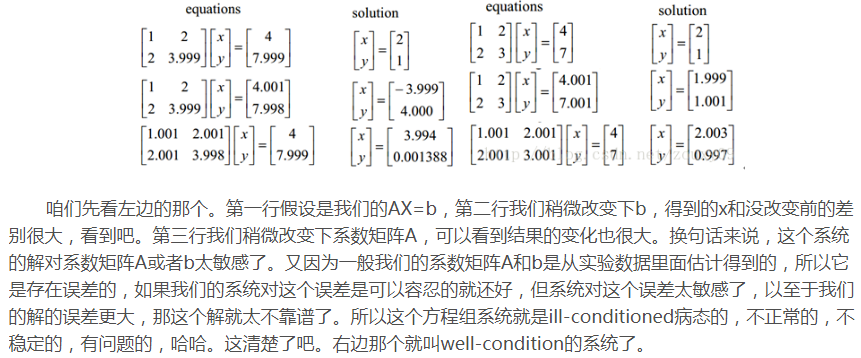 equations solution equations solution
[1 2; 2 3.999][x; y]=[4; 7.999] [x; y]=[2; 1] [1 2; 2 3][x; y]=[4; 7] [x; y]=[2; 1]
[1 2; 2 3.999][x; y]=[4.001; 7.998] [x; y]=[-3.999; 4.000] [1 2; 2 3][x; y]=[4.001; 7.001] [x; y]=[1.999; 1.001]
[1.001 2.001; 2.001 3.998][x; y]=[4; 7.999] [x; y]=[3.994; 0.001388] [1.001 2.001; 2.001 3.001][x; y]=[4; 7] [x; y]=[2.003; 0.997]
咱们先看左边的那个。第一行假设是我们的AX=b，第二行我们稍微改变下b，得到的x和没改变前的差
别很大，看到吧。第三行我们稍微改变下系数矩阵A，可以看到结果的变化也很大。换句话来说，这个系统
的解对系数矩阵A或者b太敏感了。又因为一般我们的系数矩阵A和b是从实验数据里面估计得到的，所以它
是存在误差的，如果我们的系统对这个误差是可以容忍的就还好，但系统对这个误差太敏感了，以至于我们
的解的误差更大，那这个解就太不靠谱了。所以这个方程组系统就是ill-conditioned病态的，不正常的，不
稳定的，有问题的，哈哈。这清楚了吧。右边那个就叫well-condition的系统了。